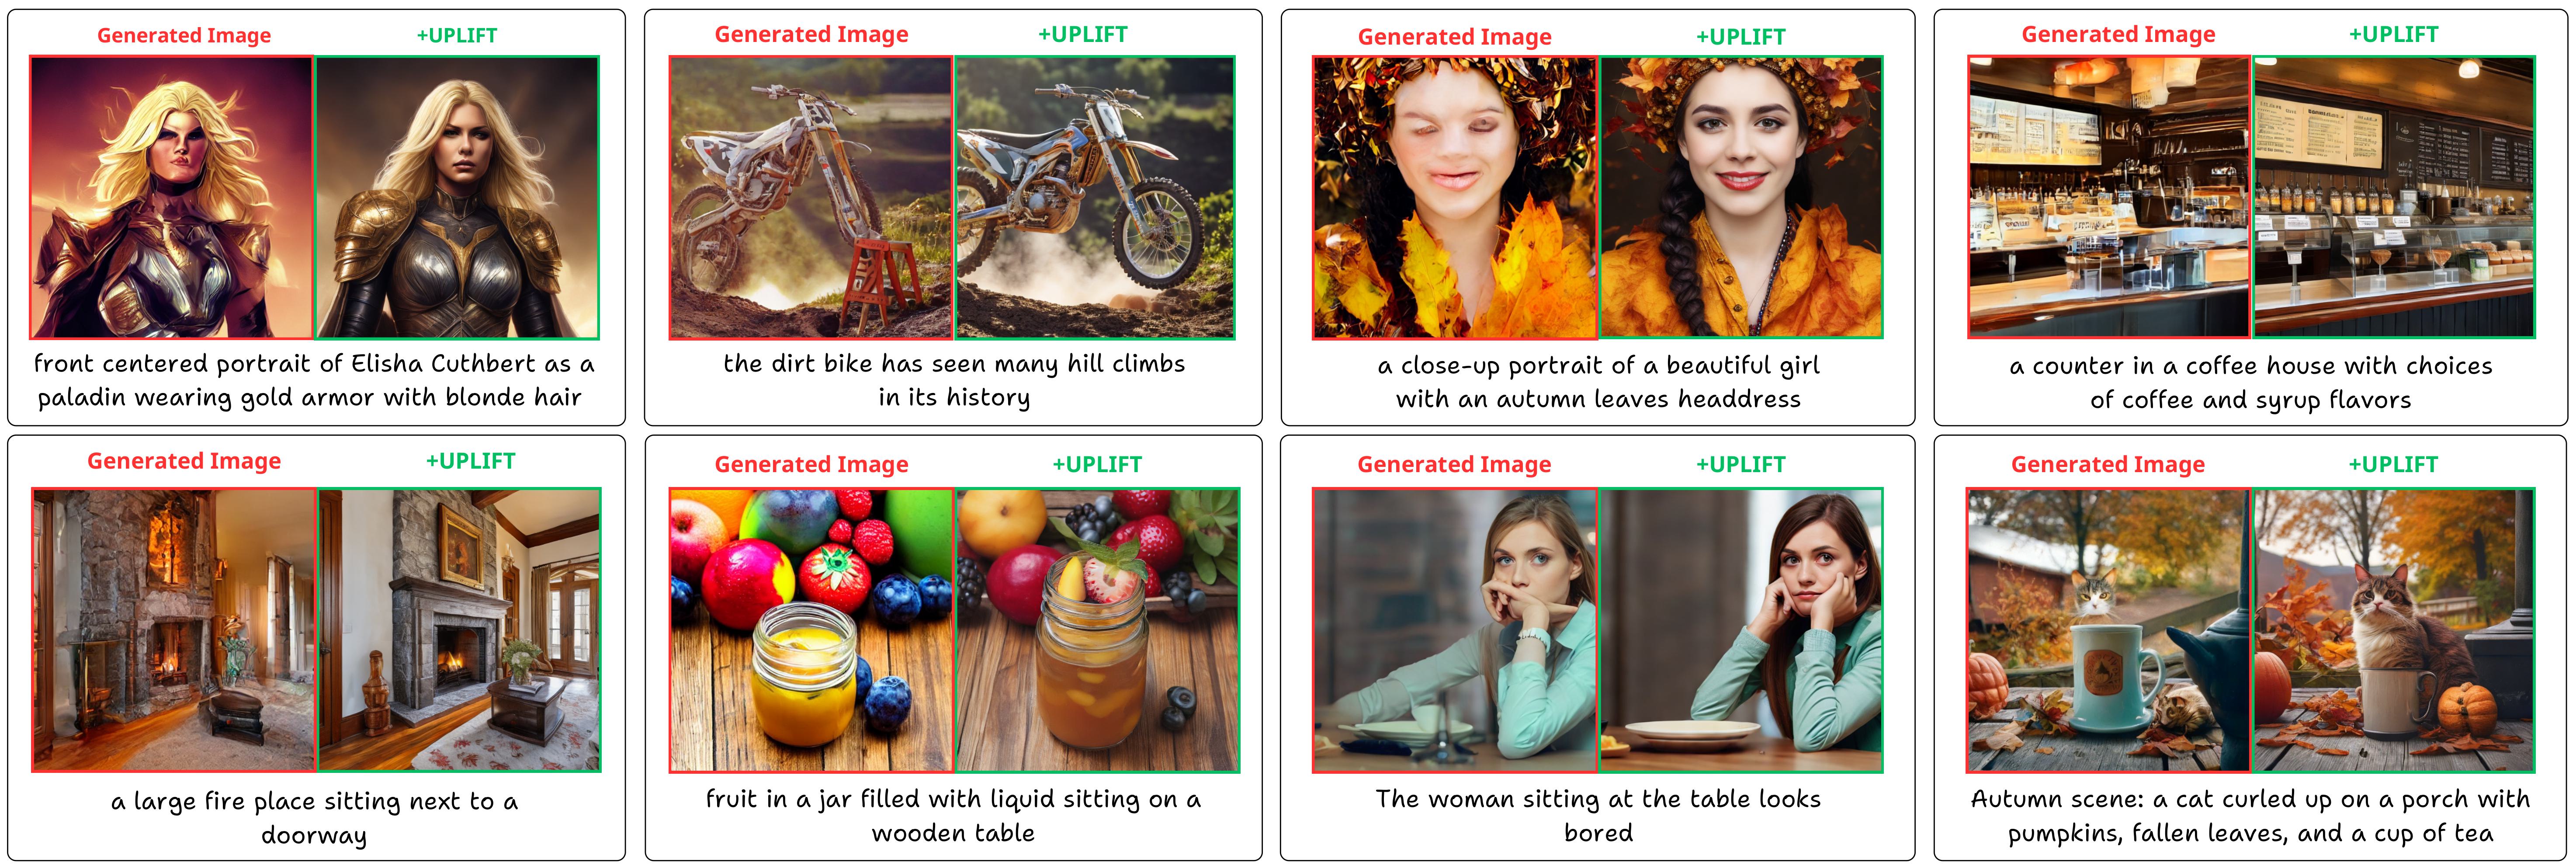 Generated Image +UPLIFT
front centered portrait of Elisha Cuthbert as a
paladin wearing gold armor with blonde hair
Generated Image +UPLIFT
the dirt bike has seen many hill climbs
in its history
Generated Image +UPLIFT
a close-up portrait of a beautiful girl
with an autumn leaves headdress
Generated Image +UPLIFT
a counter in a coffee house with choices
of coffee and syrup flavors
Generated Image +UPLIFT
a large fire place sitting next to a
doorway
Generated Image +UPLIFT
fruit in a jar filled with liquid sitting on a
wooden table
Generated Image +UPLIFT
The woman sitting at the table looks
bored
Generated Image +UPLIFT
Autumn scene: a cat curled up on a porch with
pumpkins, fallen leaves, and a cup of tea